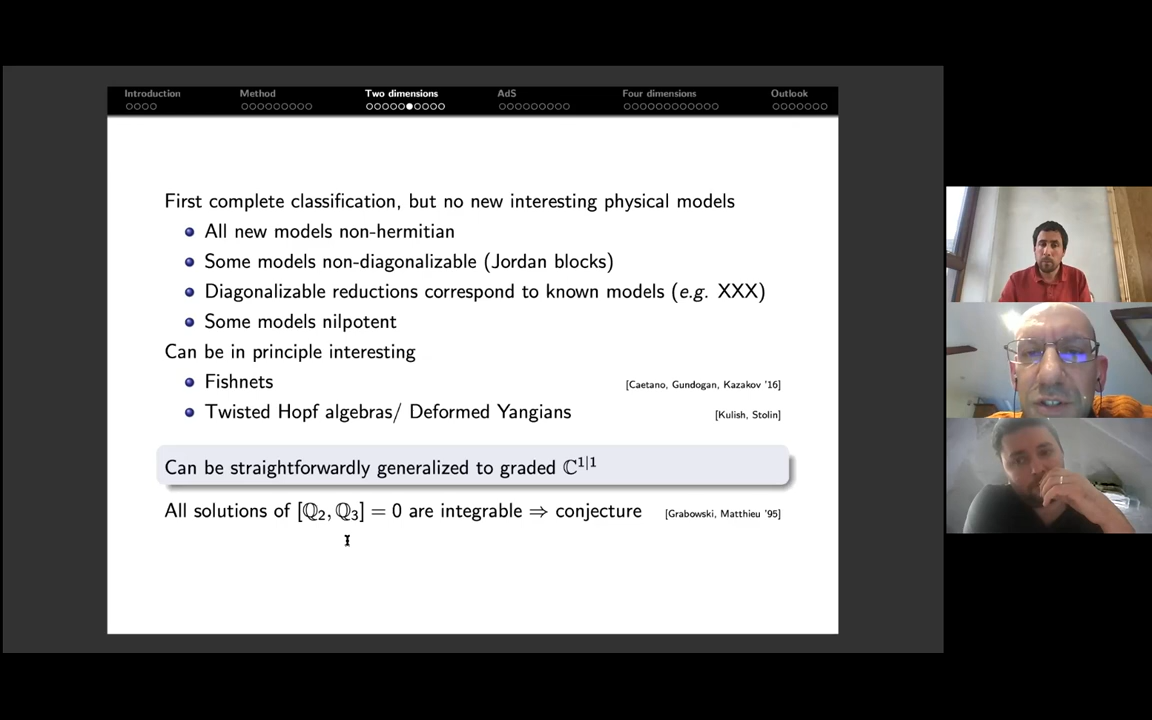 Introduction Method Two dimensions AdS Four dimensions Outlook
First complete classification, but no new interesting physical models
All new models non-hermitian
Some models non-diagonalizable (Jordan blocks)
Diagonalizable reductions correspond to known models (e.g. XXX)
Some models nilpotent
Can be in principle interesting
Fishnets [Caetano, Gundogan, Kazakov '16]
Twisted Hopf algebras/ Deformed Yangians [Kulish, Stolin]
Can be straightforwardly generalized to graded ℂ^{1|1}
All solutions of [ℚ₂, ℚ₃] = 0 are integrable ⇒ conjecture [Grabowski, Matthieu '95]